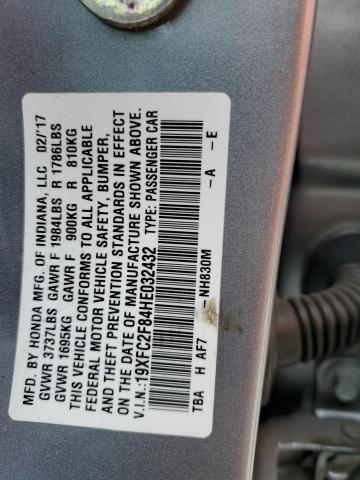 MFD. BY HONDA MFG. OF INDIANA, LLC 02/'17
GVWR 3737LBS GAWR F 1984LBS R 1786LBS
GVWR 1695KG GAWR F 900KG R 810KG
THIS VEHICLE CONFORMS TO ALL APPLICABLE
FEDERAL MOTOR VEHICLE SAFETY, BUMPER,
AND THEFT PREVENTION STANDARDS IN EFFECT
ON THE DATE OF MANUFACTURE SHOWN ABOVE.
V.I.N.: 19XFC2F84HE032432 TYPE: PASSENGER CAR
TBA H AF7 -NH830M -A -E